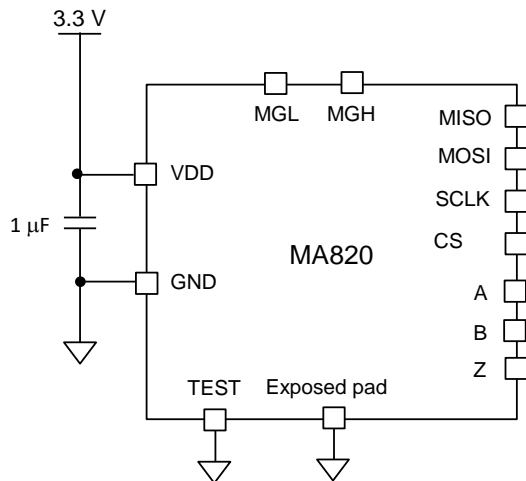 3.3 V
MGL
MGH
MISO
MOSI
VDD
SCLK
1 μF
CS
MA820
GND
A
B
Z
TEST
Exposed pad